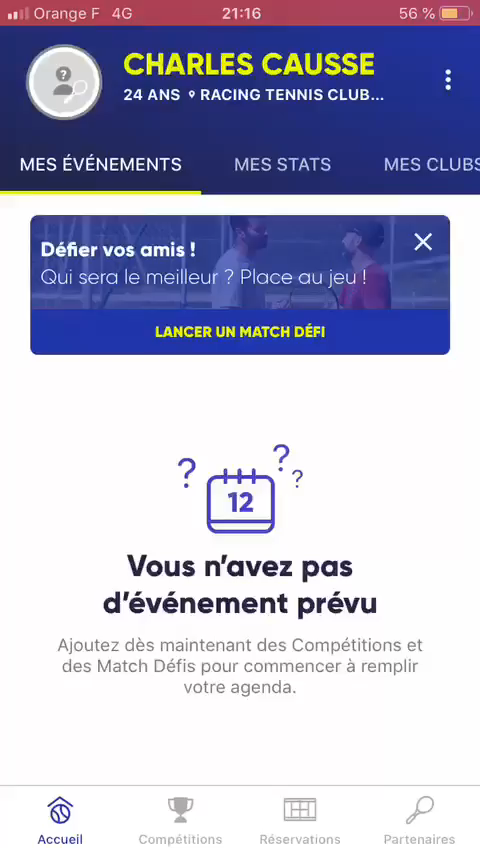 Orange F 4G 21:16 56 %
CHARLES CAUSSE
24 ANS RACING TENNIS CLUB...
MES ÉVÉNEMENTS MES STATS MES CLUBS
Défier vos amis !
Qui sera le meilleur ? Place au jeu !
LANCER UN MATCH DÉFI
? ? ?
12
Vous n’avez pas
d’événement prévu
Ajoutez dès maintenant des Compétitions et
des Match Défis pour commencer à remplir
votre agenda.
Accueil Compétitions Réservations Partenaires